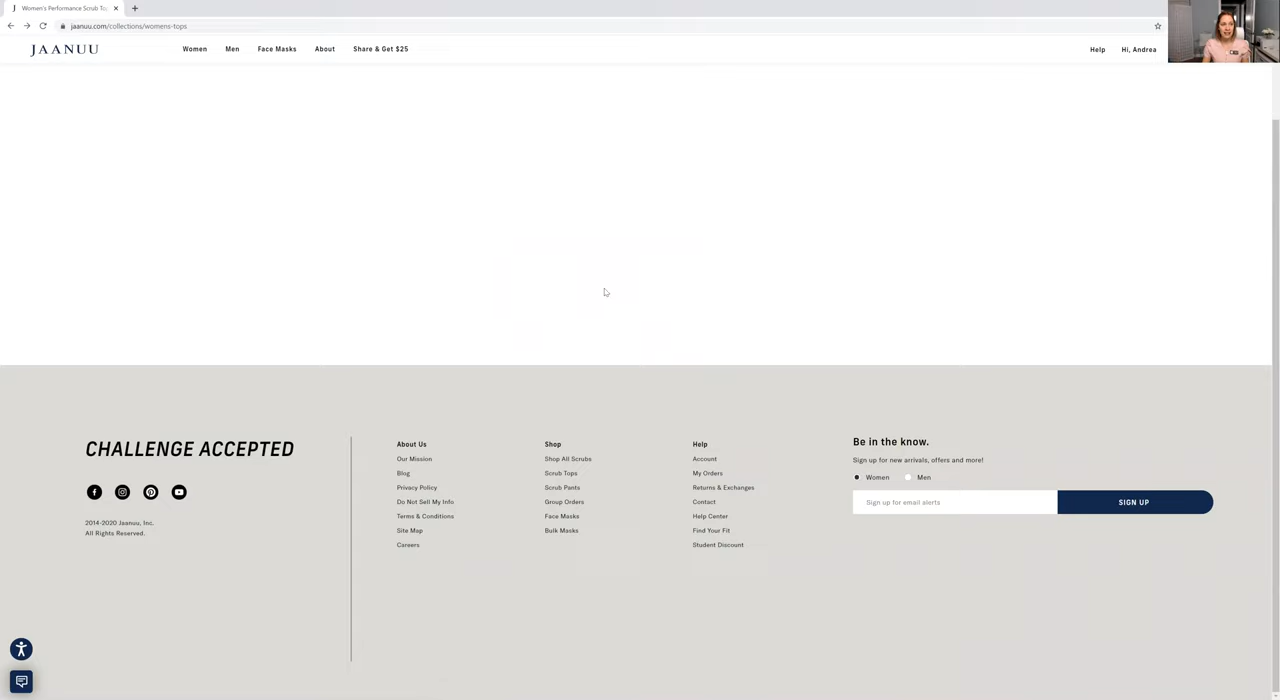 Women's Performance Scrub To
jaanuu.com/collections/womens-tops
JAANUU
Women
Men
Face Masks
About
Share & Get $25
Help
Hi, Andrea
CHALLENGE ACCEPTED
2014-2020 Jaanuu, Inc.
All Rights Reserved.
About Us
Our Mission
Blog
Privacy Policy
Do Not Sell My Info
Terms & Conditions
Site Map
Careers
Shop
Shop All Scrubs
Scrub Tops
Scrub Pants
Group Orders
Face Masks
Bulk Masks
Help
Account
My Orders
Returns & Exchanges
Contact
Help Center
Find Your Fit
Student Discount
Be in the know.
Sign up for new arrivals, offers and more!
Women
Men
Sign up for email alerts
SIGN UP